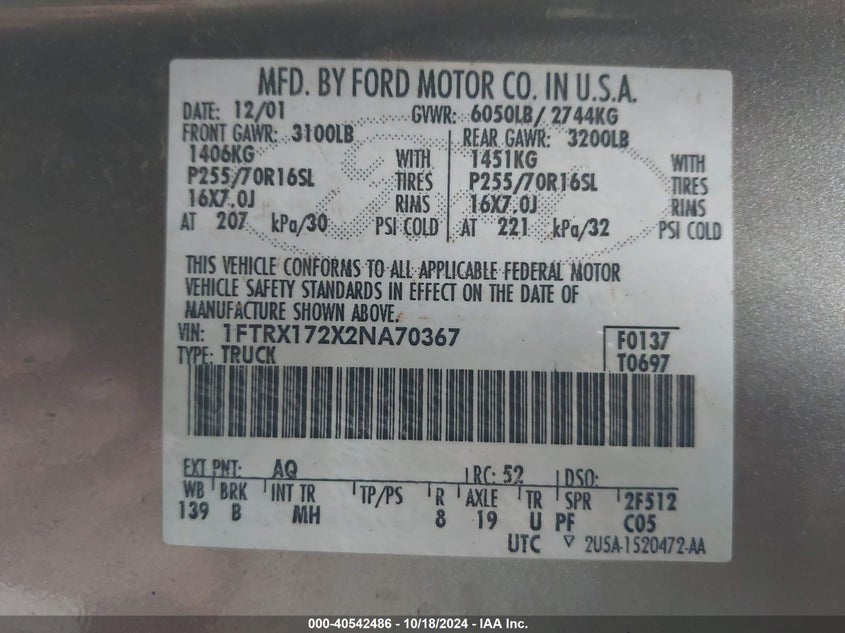 MFD. BY FORD MOTOR CO. IN U.S.A.
DATE: 12/01 GVWR: 6050LB/ 2744KG
FRONT GAWR: 3100LB REAR GAWR: 3200LB
1406KG WITH 1451KG WITH
P255/70R16SL TIRES P255/70R16SL TIRES
16X7.0J RIMS 16X7.0J RIMS
AT 207 kPa/30 PSI COLD AT 221 kPa/32 PSI COLD
THIS VEHICLE CONFORMS TO ALL APPLICABLE FEDERAL MOTOR
VEHICLE SAFETY STANDARDS IN EFFECT ON THE DATE OF
MANUFACTURE SHOWN ABOVE.
VIN: 1FTRX172X2NA70367 F0137
TYPE: TRUCK T0697
EXT PNT: AQ RC: 52 DSO:
WB BRK INT TR TP/PS R AXLE TR SPR 2F512
139 B MH 8 19 U PF C05
UTC ▽ 2U5A-1520472-AA
000-40542486 - 10/18/2024 - IAA Inc.